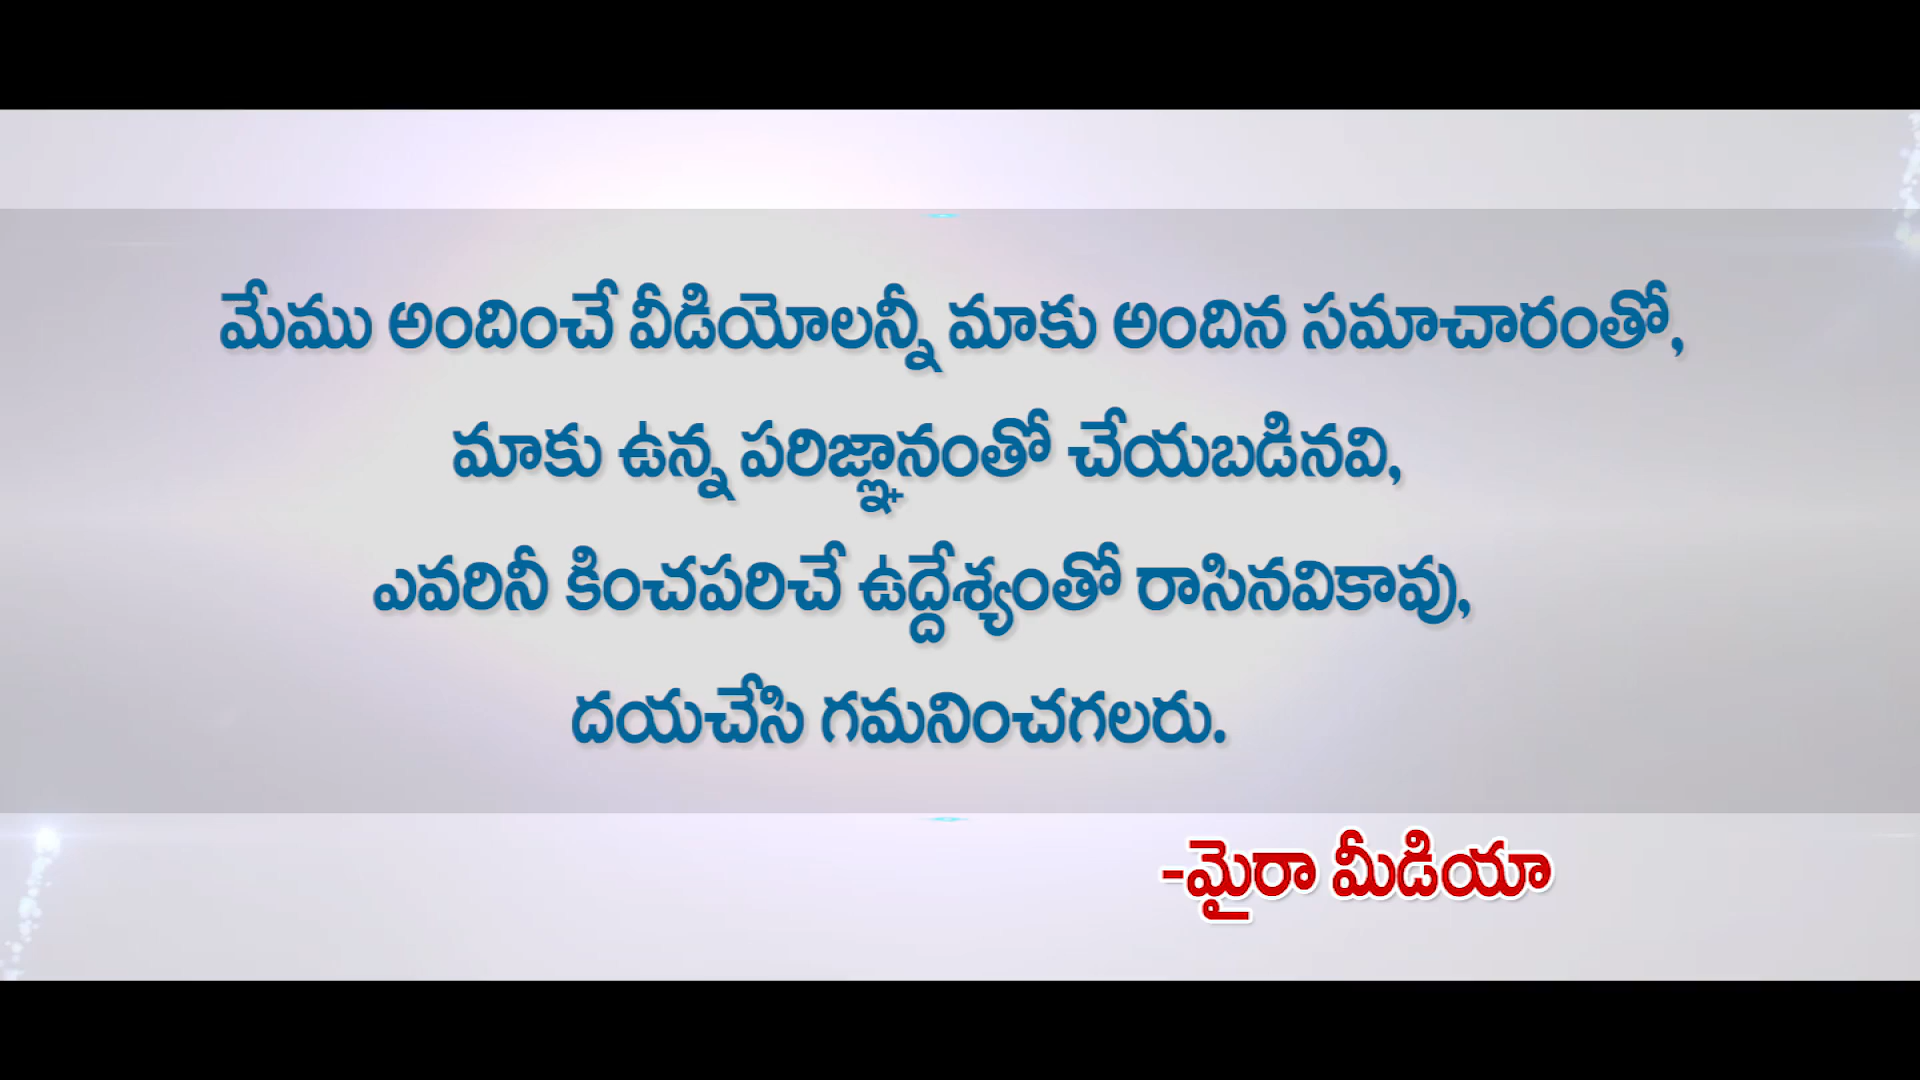 మేము అందించే వీడియోలన్నీ మాకు అందిన సమాచారంతో,
మాకు ఉన్న పరిజ్ఞానంతో చేయబడినవి,
ఎవరినీ కించపరిచే ఉద్దేశ్యంతో రాసినవికావు,
దయచేసి గమనించగలరు.
-మైరా మీడియా